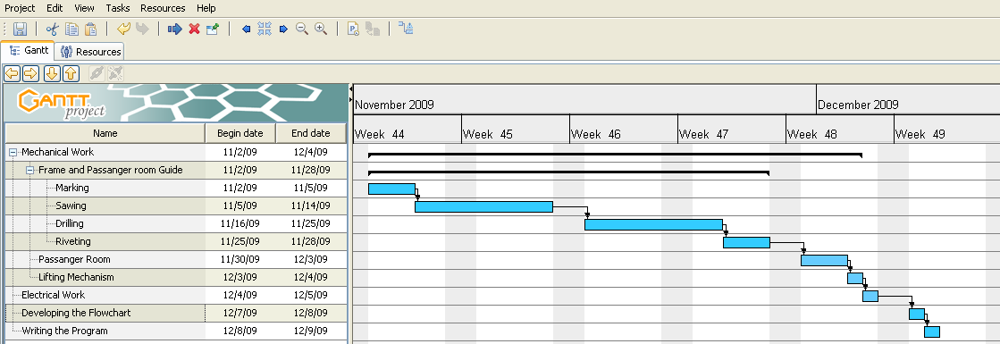 Project Edit View Tasks Resources Help
Gantt Resources
GANTT
project
November 2009 December 2009
Week 44 Week 45 Week 46 Week 47 Week 48 Week 49
Name Begin date End date
Mechanical Work 11/2/09 12/4/09
Frame and Passanger room Guide 11/2/09 11/28/09
Marking 11/2/09 11/5/09
Sawing 11/5/09 11/14/09
Drilling 11/16/09 11/25/09
Riveting 11/25/09 11/28/09
Passanger Room 11/30/09 12/3/09
Lifting Mechanism 12/3/09 12/4/09
Electrical Work 12/4/09 12/5/09
Developing the Flowchart 12/7/09 12/8/09
Writing the Program 12/8/09 12/9/09